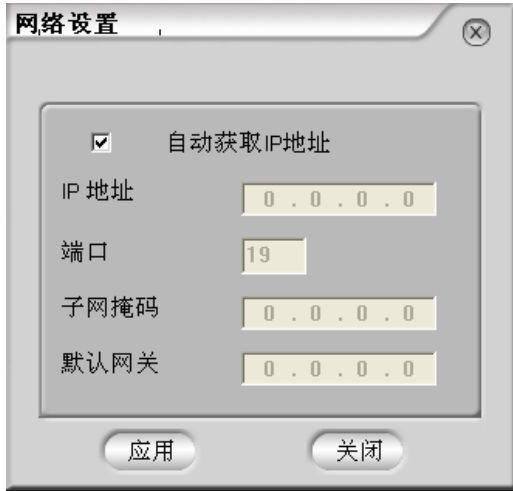 网络设置
自动获取IP地址
IP 地址 0 . 0 . 0 . 0
端口 19
子网掩码 0 . 0 . 0 . 0
默认网关 0 . 0 . 0 . 0
应用 关闭